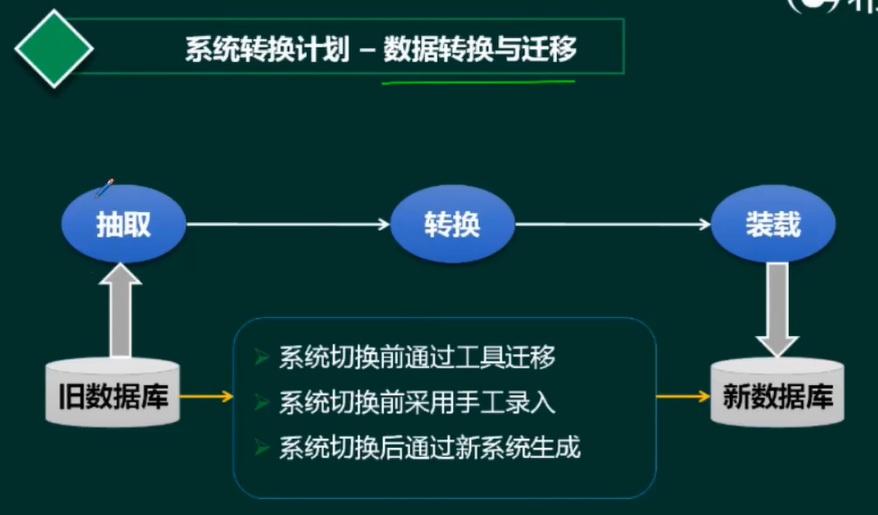 系统转换计划 – 数据转换与迁移
抽取
转换
装载
旧数据库
系统切换前通过工具迁移
系统切换前采用手工录入
系统切换后通过新系统生成
新数据库